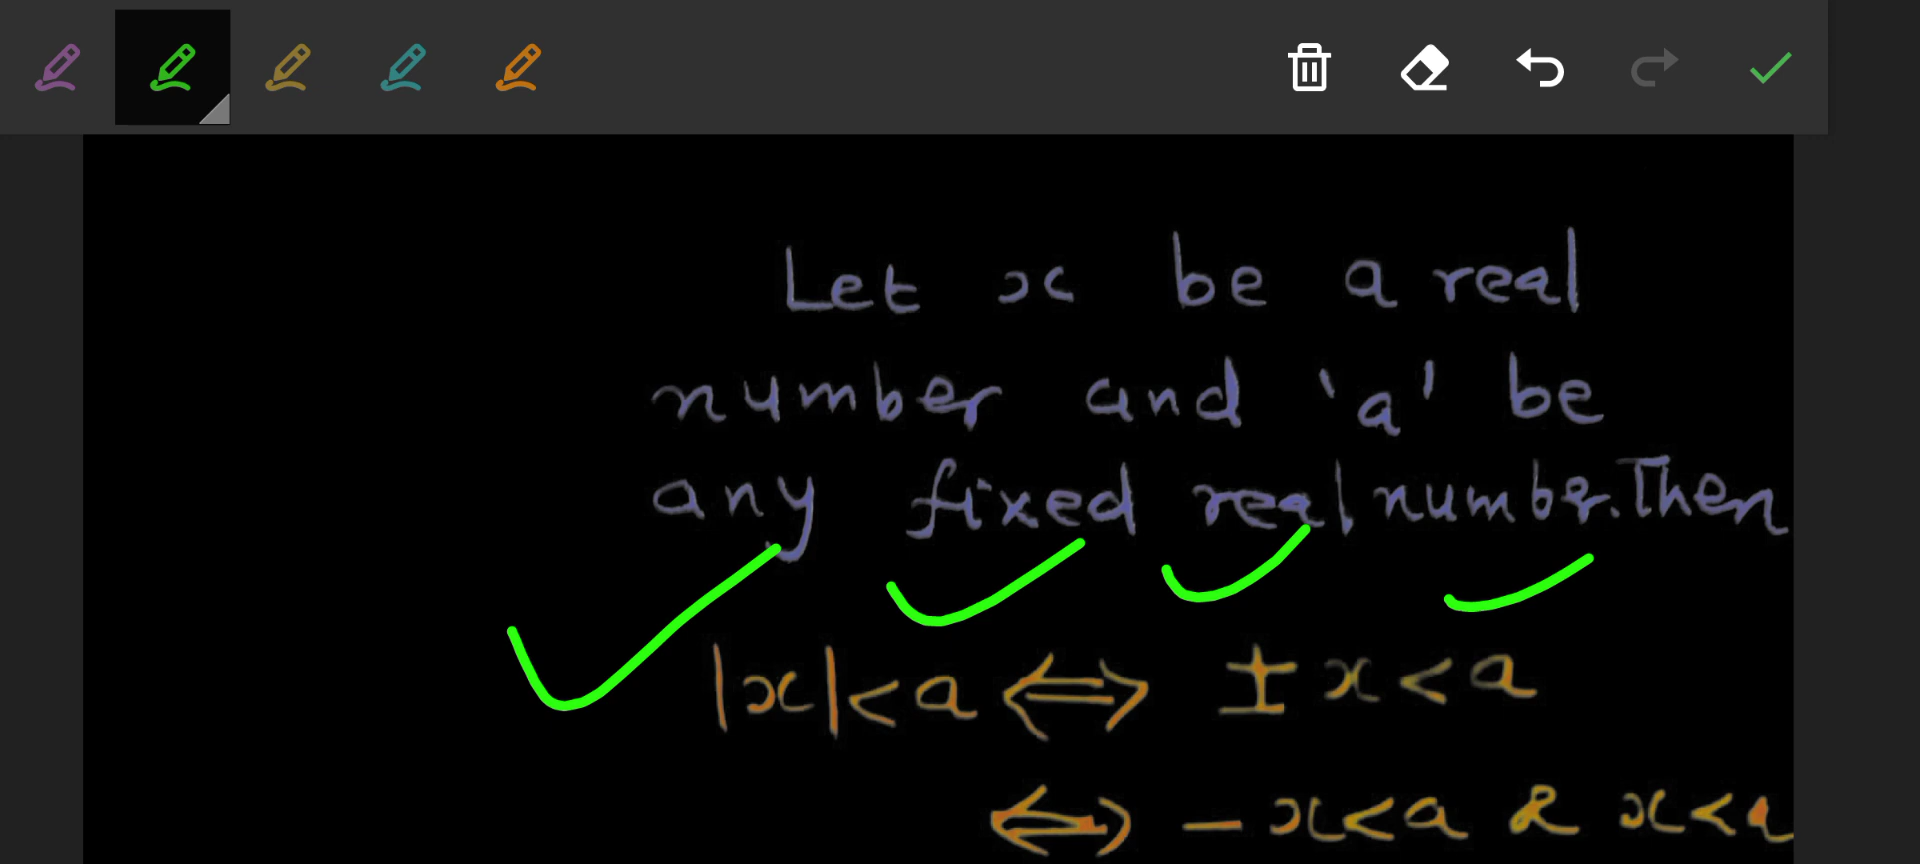 Let x be a real
number and 'a' be
any fixed real number. Then
|x| < a ⇔ ± x < a
⇔ - x < a & x < a